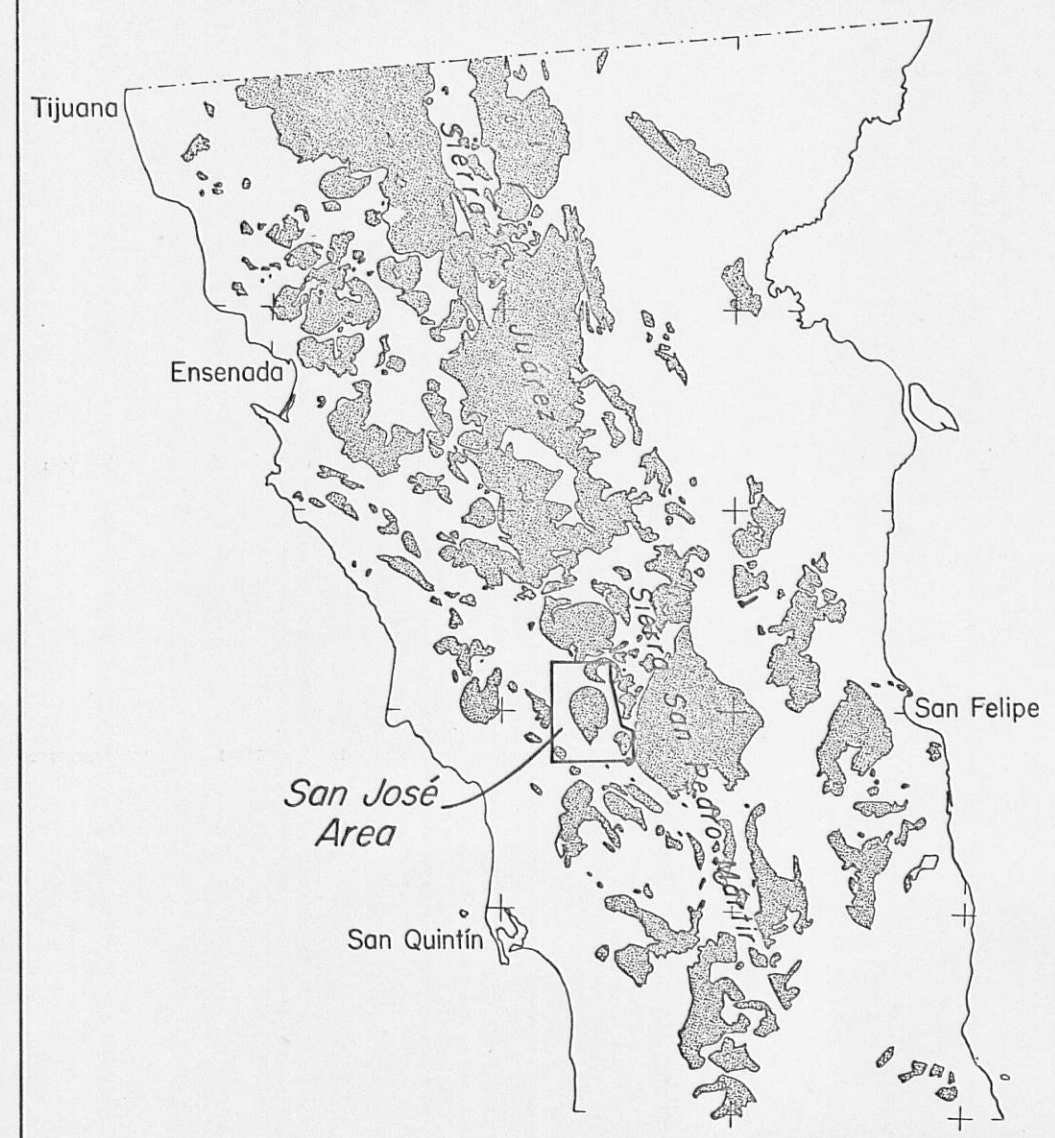 Tijuana
Sierra
Juárez
Ensenada
Sierra
San Pedro Mártir
San Felipe
San José
Area
San Quintín